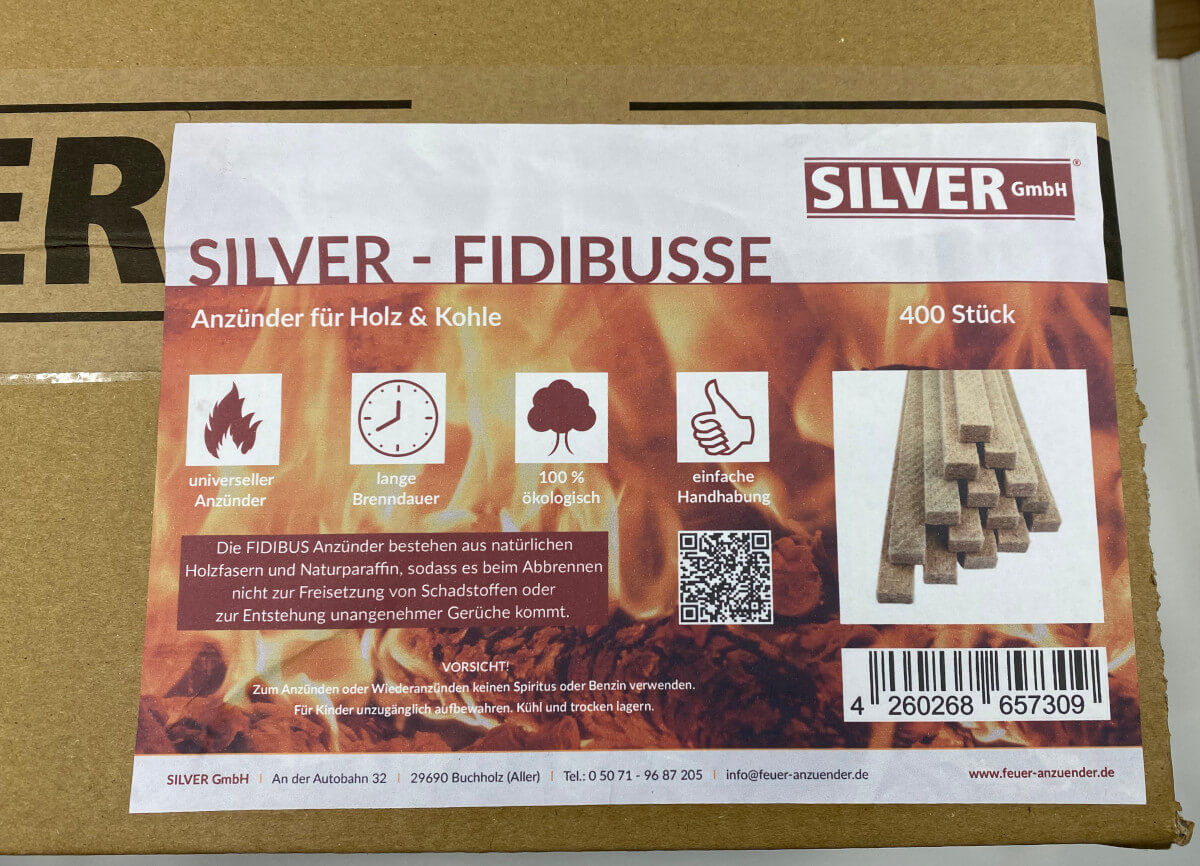 ER
SILVER GmbH®
SILVER - FIDIBUSSE
Anzünder für Holz & Kohle
400 Stück
universeller
Anzünder
lange
Brenndauer
100 %
ökologisch
einfache
Handhabung
Die FIDIBUS Anzünder bestehen aus natürlichen
Holzfasern und Naturparaffin, sodass es beim Abbrennen
nicht zur Freisetzung von Schadstoffen oder
zur Entstehung unangenehmer Gerüche kommt.
VORSICHT!
Zum Anzünden oder Wiederanzünden keinen Spiritus oder Benzin verwenden.
Für Kinder unzugänglich aufbewahren. Kühl und trocken lagern.
4 260268 657309
SILVER GmbH | An der Autobahn 32 | 29690 Buchholz (Aller) | Tel.: 0 50 71 - 96 87 205 | info@feuer-anzuender.de
www.feuer-anzuender.de